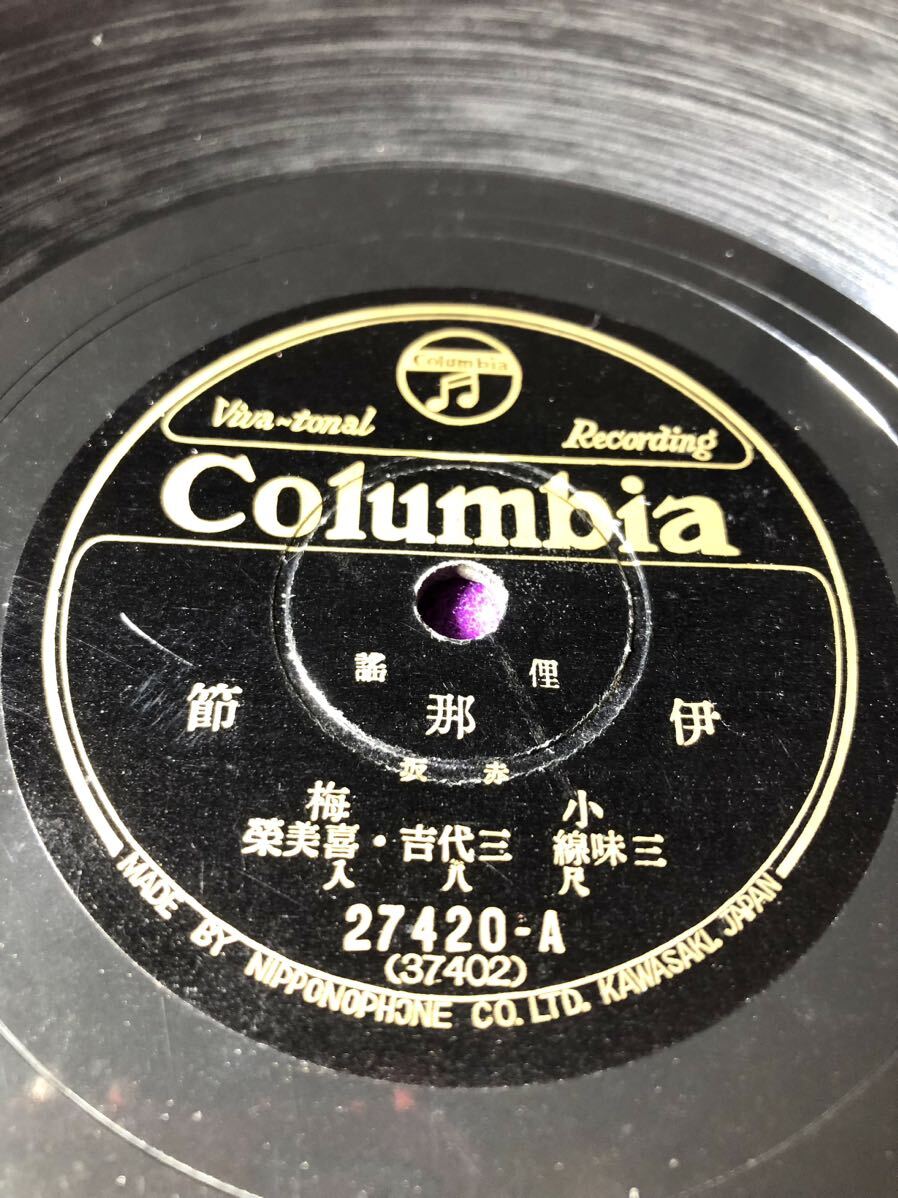 Columbia
Viva-tonal Recording
Columbia
俚謠
伊那節
赤坂
小梅
三味線 三代吉・喜美榮
尺八人
27420-A
(37402)
MADE BY NIPPONOPHONE CO. LTD. KAWASAKI, JAPAN